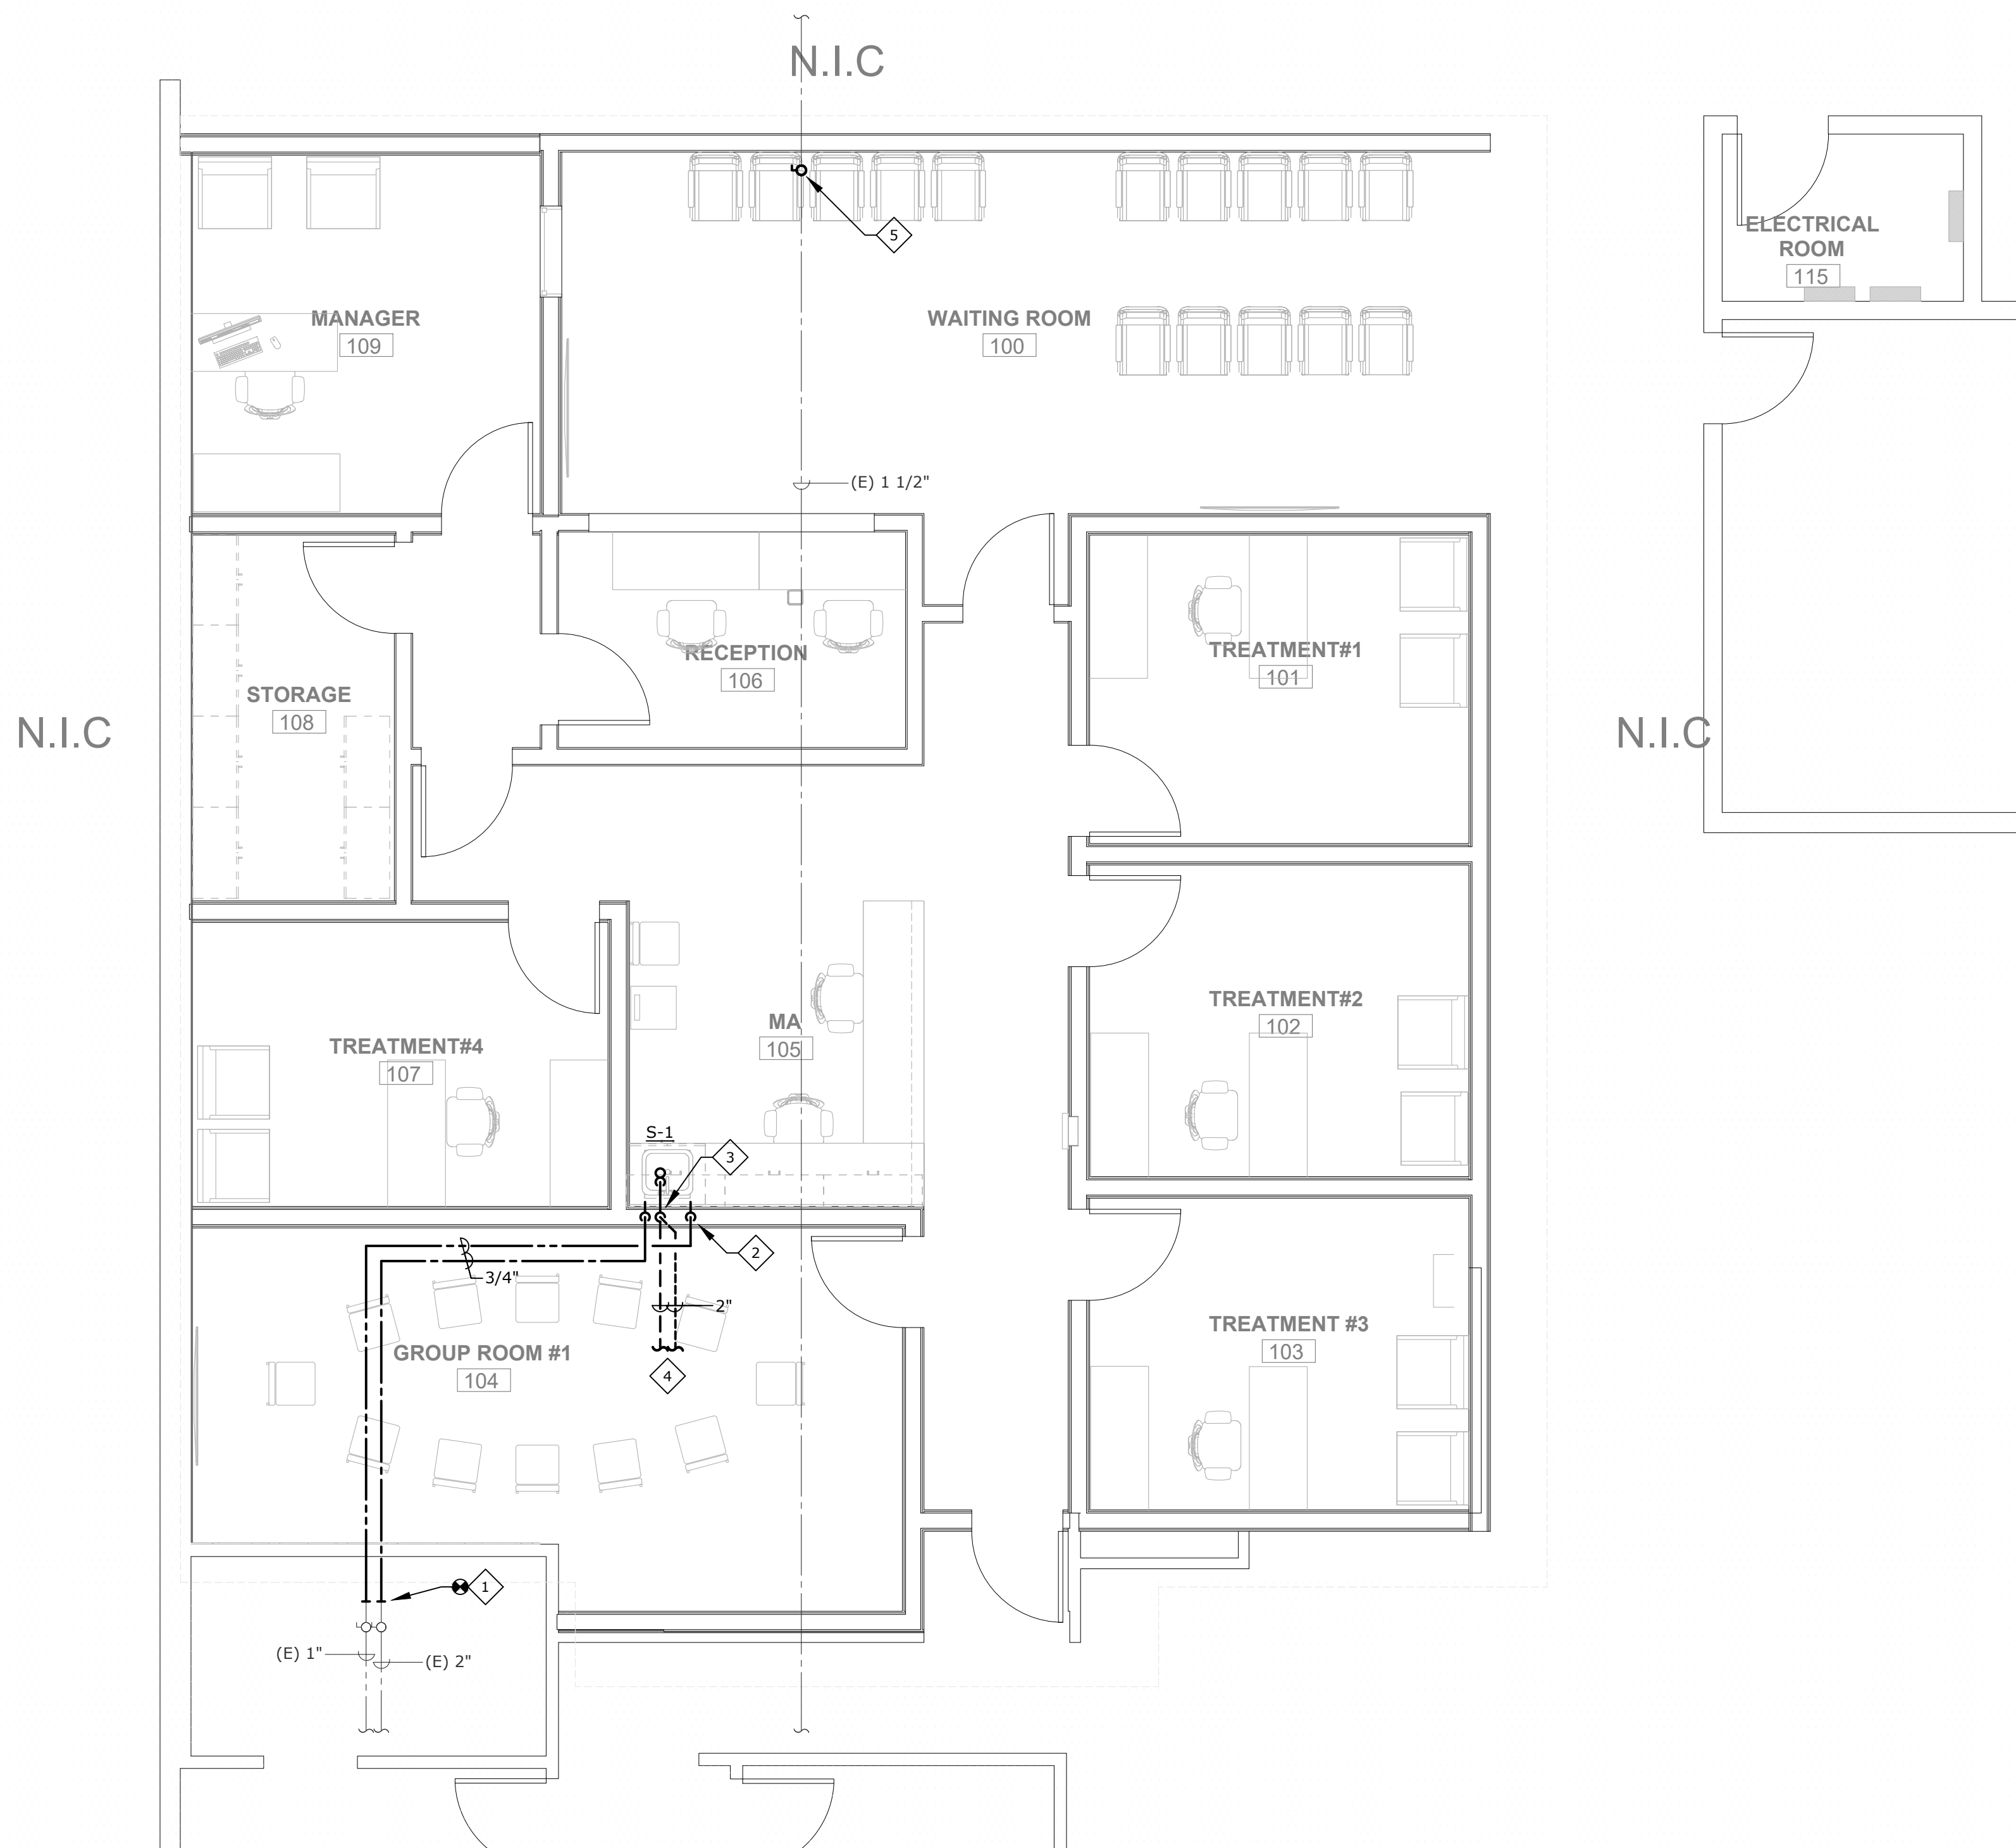 N.I.C
5
ELECTRICAL
ROOM
115
MANAGER
109
WAITING ROOM
100
(E) 1 1/2"
RECEPTION
106
TREATMENT#1
101
STORAGE
108
N.I.C
N.I.C
TREATMENT#2
102
MA
105
TREATMENT#4
107
S-1
3
2
3/4"
2"
GROUP ROOM #1
104
4
TREATMENT #3
103
1
(E) 1"
(E) 2"